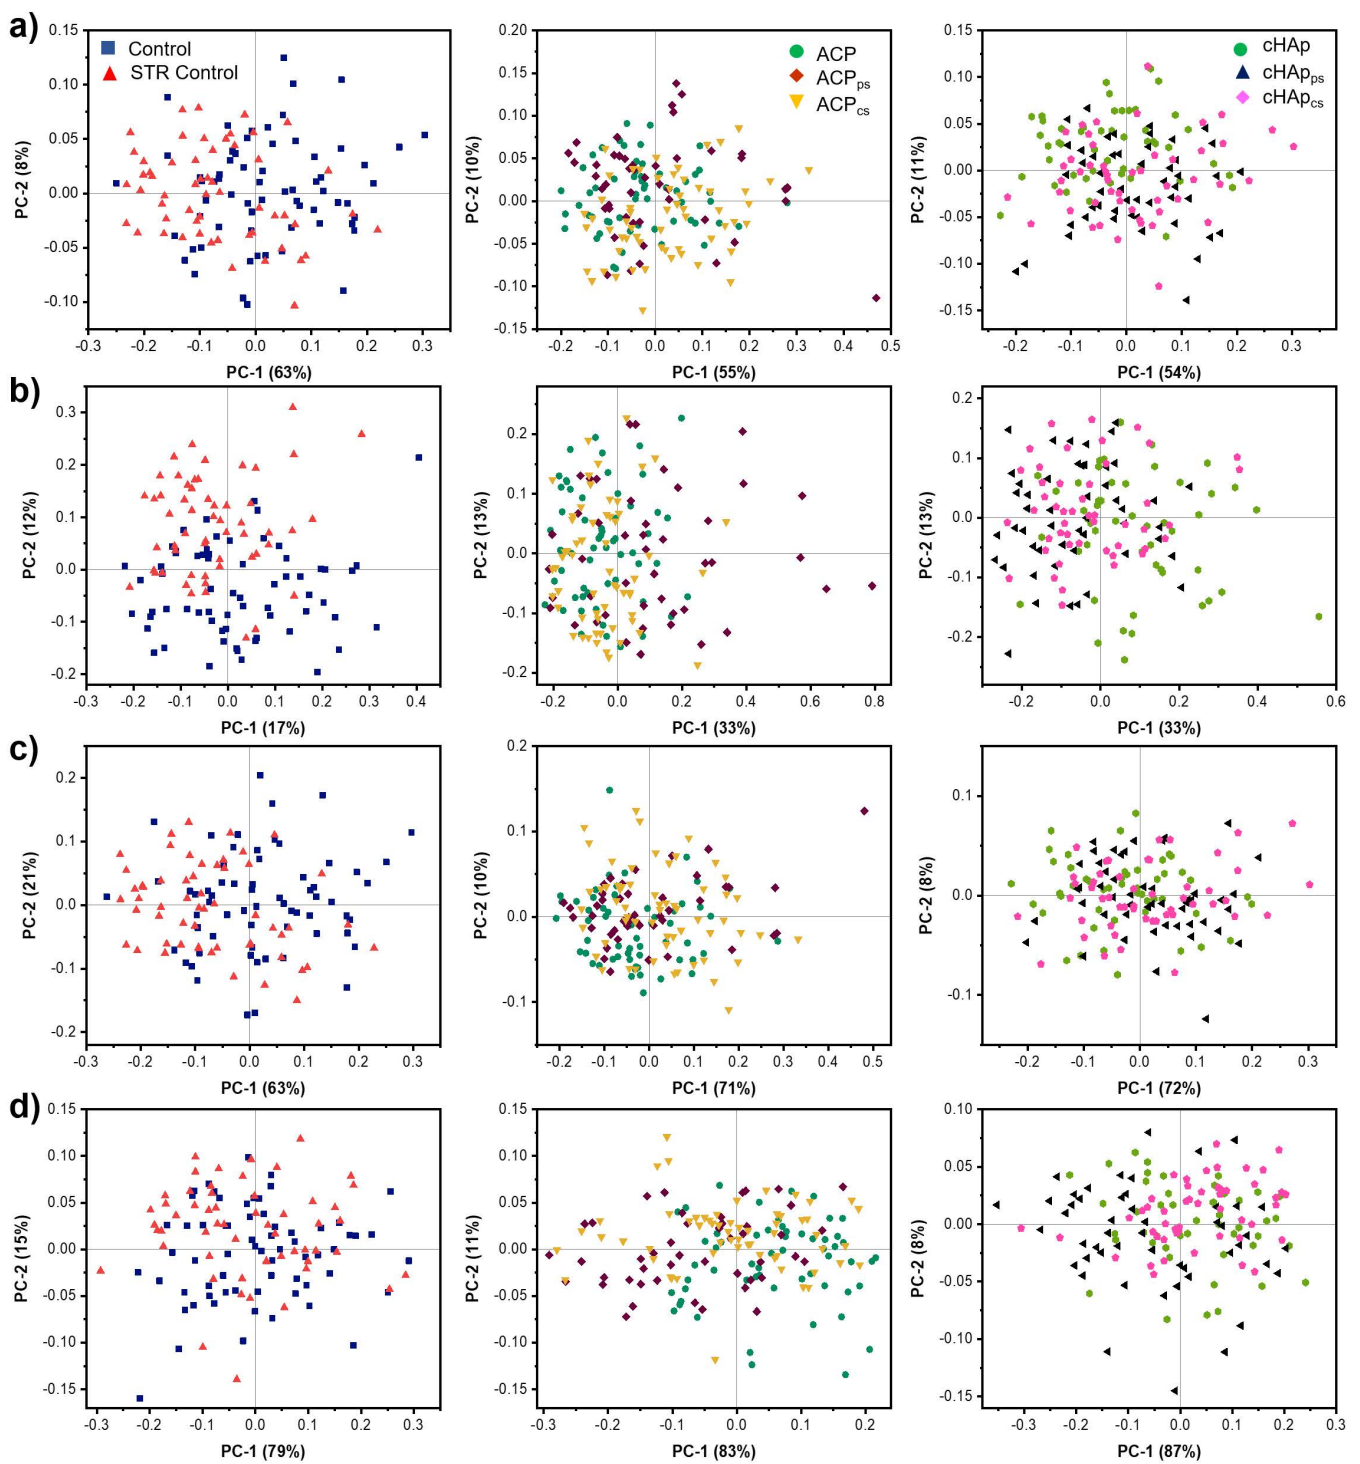 a)
0.15
0.10
0.05
0.00
-0.05
-0.10
PC-2 (8%)
Control
STR Control
-0.3 -0.2 -0.1 0.0 0.1 0.2 0.3
PC-1 (63%)
0.20
0.15
0.10
0.05
0.00
-0.05
-0.10
-0.15
PC-2 (10%)
ACP
ACPps
ACPcs
-0.2 -0.1 0.0 0.1 0.2 0.3 0.4 0.5
PC-1 (55%)
0.15
0.10
0.05
0.00
-0.05
-0.10
-0.15
PC-2 (11%)
cHAp
cHApps
cHApcs
-0.2 -0.1 0.0 0.1 0.2 0.3
PC-1 (54%)
b)
0.3
0.2
0.1
0.0
-0.1
-0.2
PC-2 (12%)
-0.3 -0.2 -0.1 0.0 0.1 0.2 0.3 0.4
PC-1 (17%)
0.2
0.1
0.0
-0.1
-0.2
PC-2 (13%)
-0.2 0.0 0.2 0.4 0.6 0.8
PC-1 (33%)
0.2
0.1
0.0
-0.1
-0.2
PC-2 (13%)
-0.2 0.0 0.2 0.4 0.6
PC-1 (33%)
c)
0.2
0.1
0.0
-0.1
-0.2
PC-2 (21%)
-0.3 -0.2 -0.1 0.0 0.1 0.2 0.3
PC-1 (63%)
0.2
0.1
0.0
-0.1
PC-2 (10%)
-0.2 -0.1 0.0 0.1 0.2 0.3 0.4 0.5
PC-1 (71%)
0.1
0.0
-0.1
PC-2 (8%)
-0.2 -0.1 0.0 0.1 0.2 0.3
PC-1 (72%)
d)
0.15
0.10
0.05
0.00
-0.05
-0.10
-0.15
PC-2 (15%)
-0.3 -0.2 -0.1 0.0 0.1 0.2 0.3
PC-1 (79%)
0.15
0.10
0.05
0.00
-0.05
-0.10
-0.15
PC-2 (11%)
-0.3 -0.2 -0.1 0.0 0.1 0.2
PC-1 (83%)
0.10
0.05
0.00
-0.05
-0.10
-0.15
PC-2 (8%)
-0.3 -0.2 -0.1 0.0 0.1 0.2 0.3
PC-1 (87%)